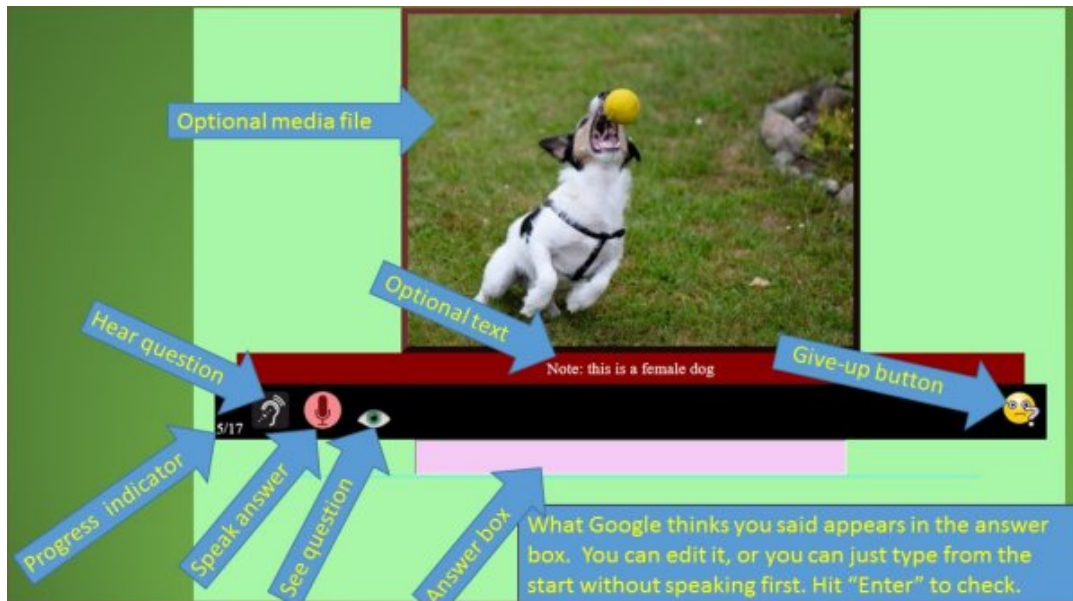 Optional media file
Optional text
Hear question
Note: this is a female dog
Give-up button
5/17
Progress indicator
Speak answer
See question
Answer box
What Google thinks you said appears in the answer
box. You can edit it, or you can just type from the
start without speaking first. Hit “Enter” to check.